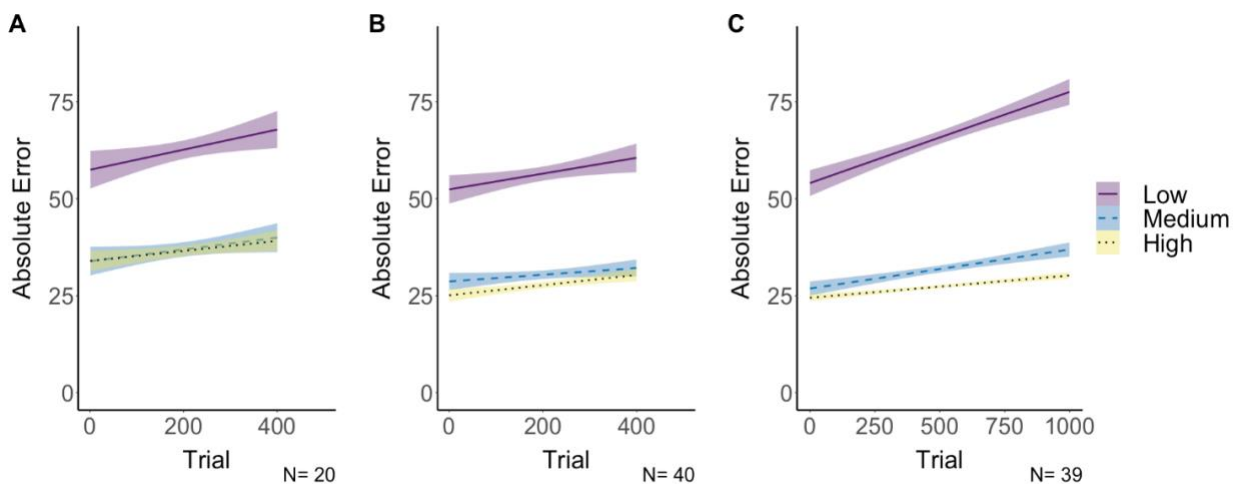 A
Absolute Error
75
50
25
0
0 200 400
Trial
N= 20
B
Absolute Error
75
50
25
0
0 200 400
Trial
N= 40
C
Absolute Error
75
50
25
0
0 250 500 750 1000
Trial
N= 39
Low
Medium
High